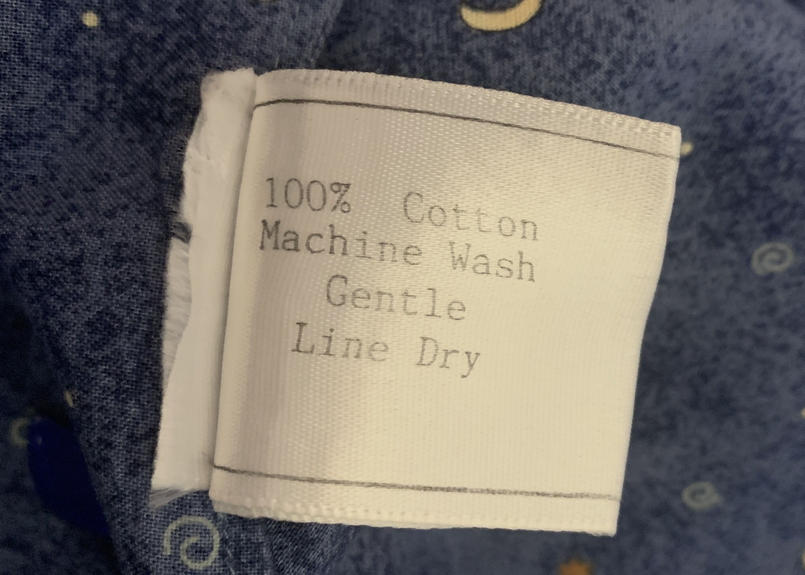 100% Cotton
Machine Wash
Gentle
Line Dry